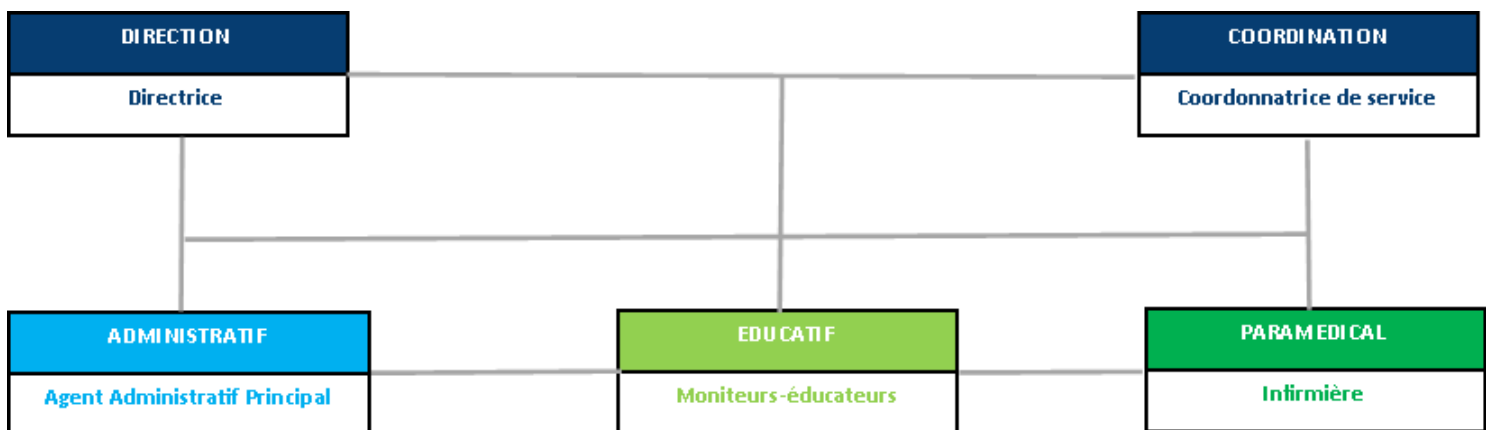 DIRECTION
Directrice
COORDINATION
Coordonnatrice de service
ADMINISTRATIF
Agent Administratif Principal
EDUCATIF
Moniteurs-éducateurs
PARAMEDICAL
Infirmière